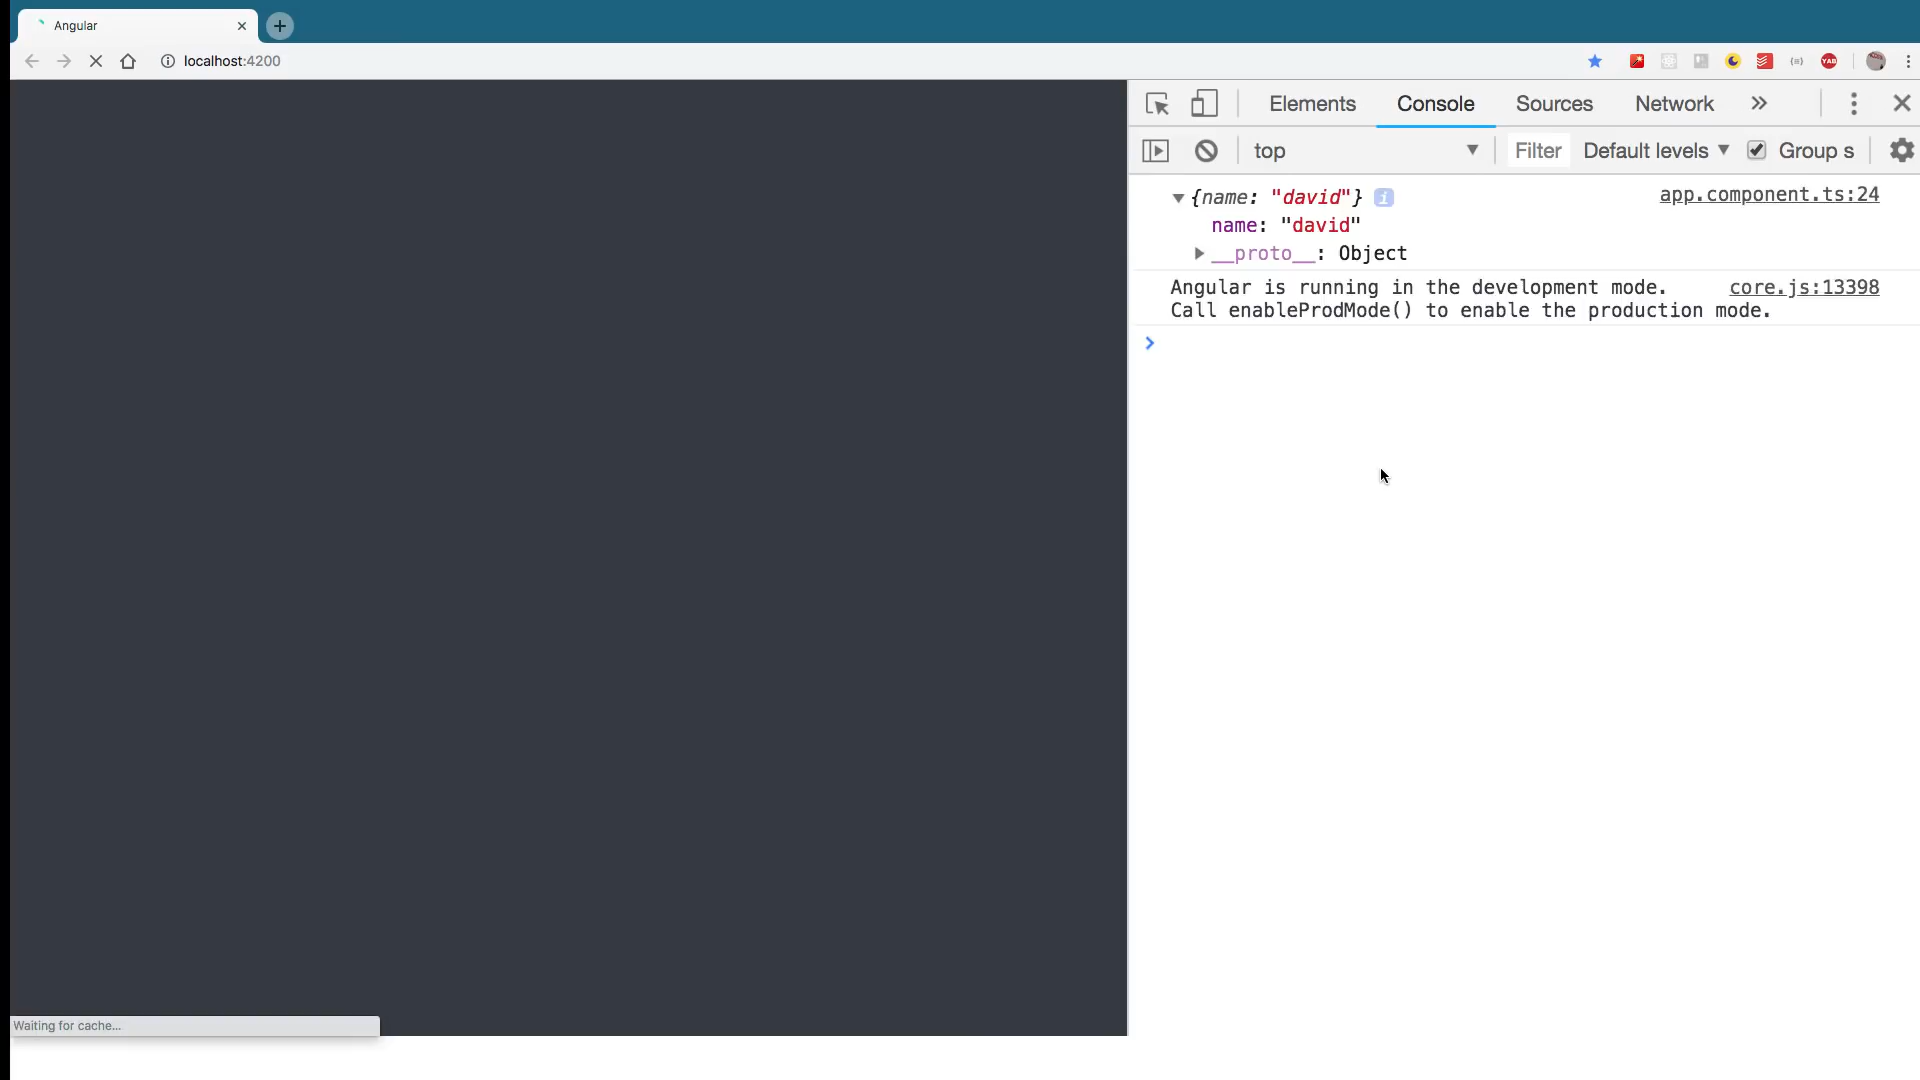 Angular
localhost:4200
YAB
Elements Console Sources Network
top Filter Default levels Group s
{name: "david"} i app.component.ts:24
name: "david"
__proto__: Object
Angular is running in the development mode. core.js:13398
Call enableProdMode() to enable the production mode.
Waiting for cache...